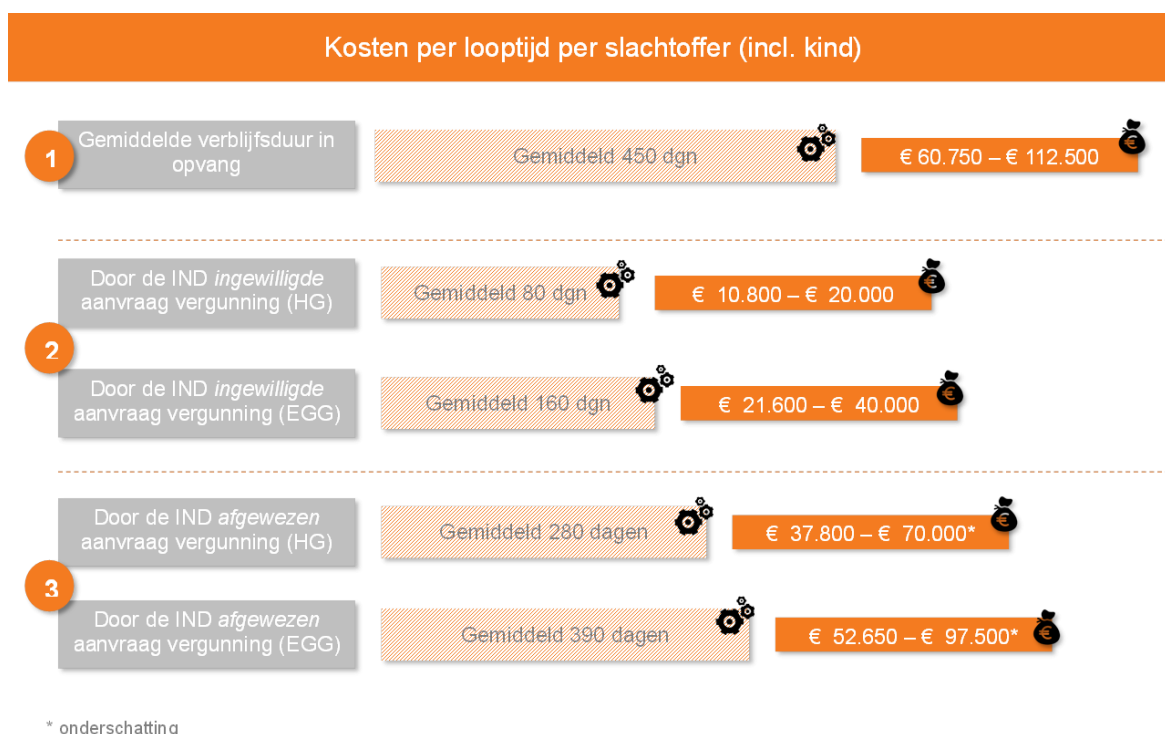 Kosten per looptijd per slachtoffer (incl. kind)
1
Gemiddelde verblijfsduur in
opvang
Gemiddeld 450 dgn
€ 60.750 – € 112.500
2
Door de IND ingewilligde
aanvraag vergunning (HG)
Gemiddeld 80 dgn
€ 10.800 – € 20.000
Door de IND ingewilligde
aanvraag vergunning (EGG)
Gemiddeld 160 dgn
€ 21.600 – € 40.000
3
Door de IND afgewezen
aanvraag vergunning (HG)
Gemiddeld 280 dagen
€ 37.800 – € 70.000*
Door de IND afgewezen
aanvraag vergunning (EGG)
Gemiddeld 390 dagen
€ 52.650 – € 97.500*
* onderschatting